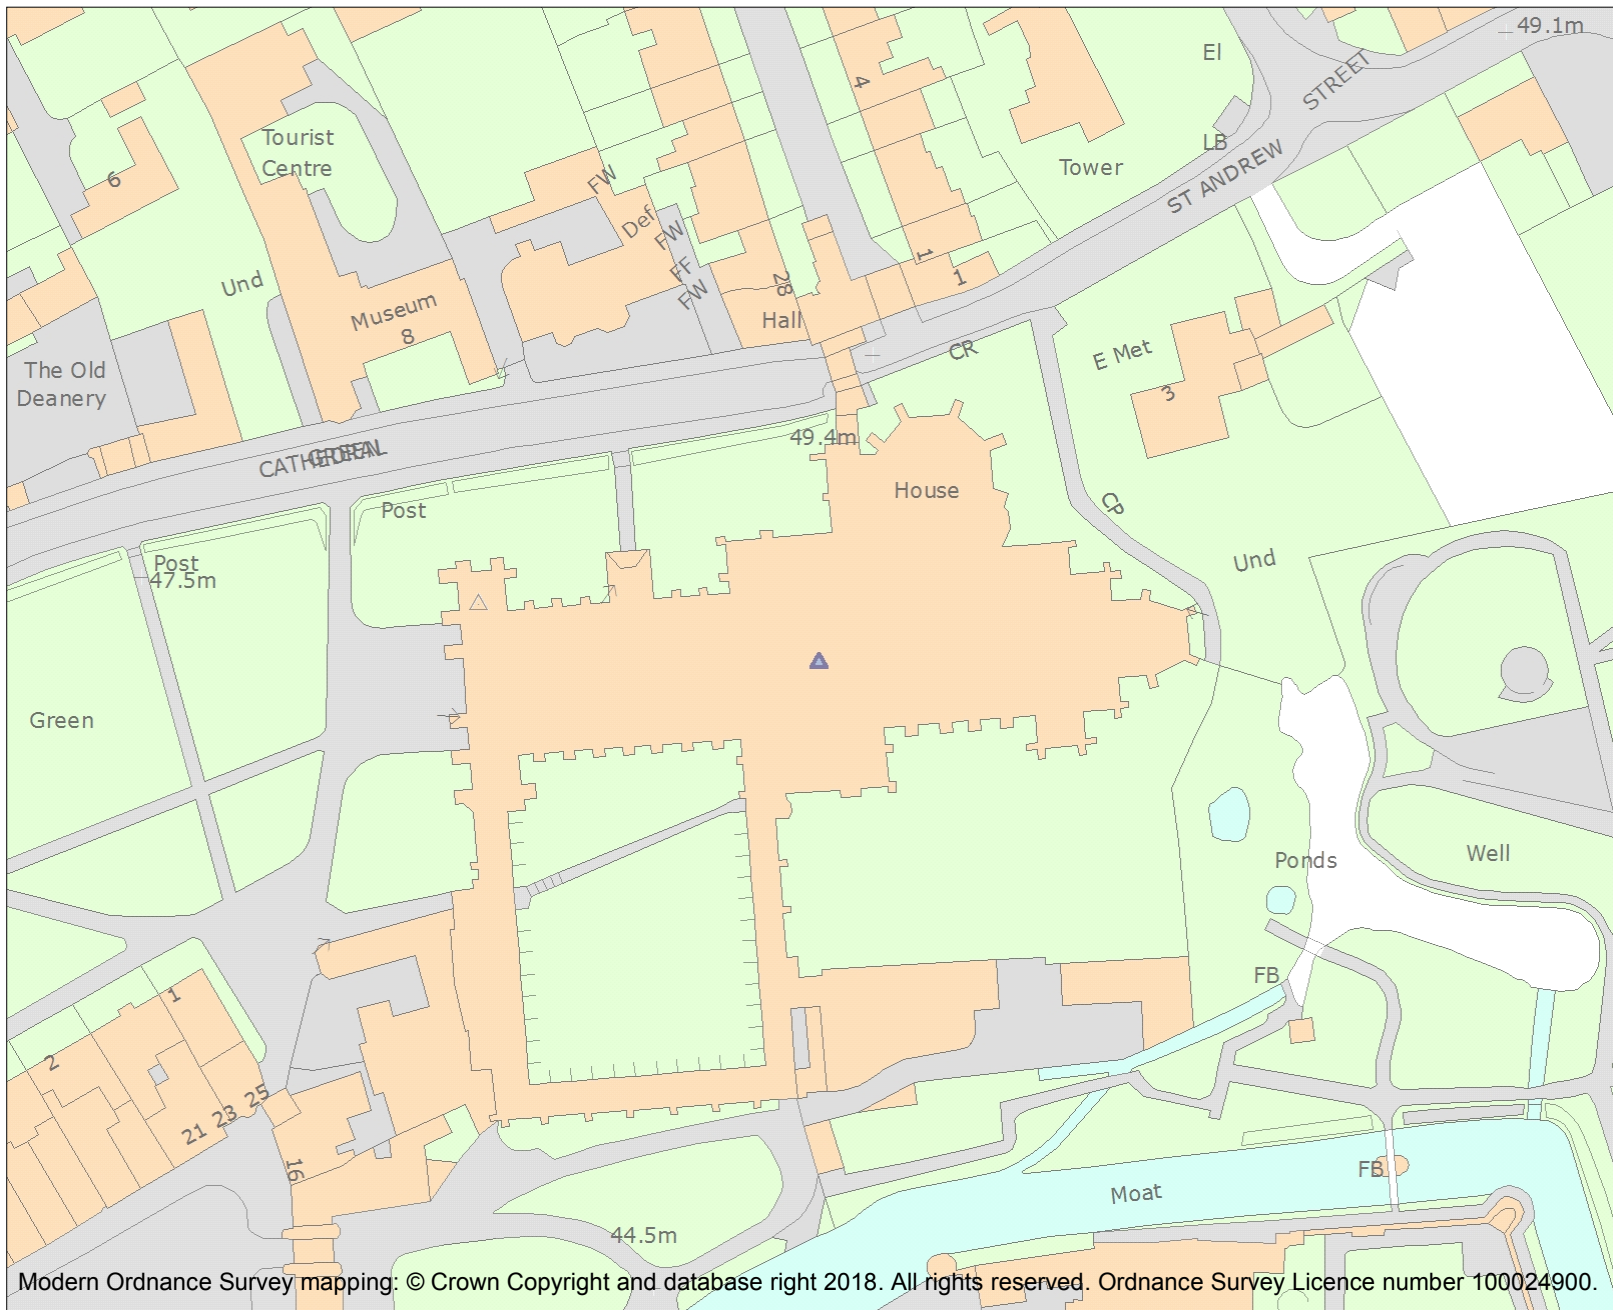 49.1m
El
STREET
4
Tourist
Centre
LB
ST ANDREW
Tower
6
FW
Def
FW
FF
FW
Und
1
1
28
Museum
8
Hall
CR
E Met
The Old
Deanery
3
49.4m
CATHEDRAL
GREEN
House
Post
CP
Post
47.5m
Und
Green
Well
Ponds
FB
1
2
21 23 25
16
FB
Moat
44.5m
Modern Ordnance Survey mapping: © Crown Copyright and database right 2018. All rights reserved. Ordnance Survey Licence number 100024900.